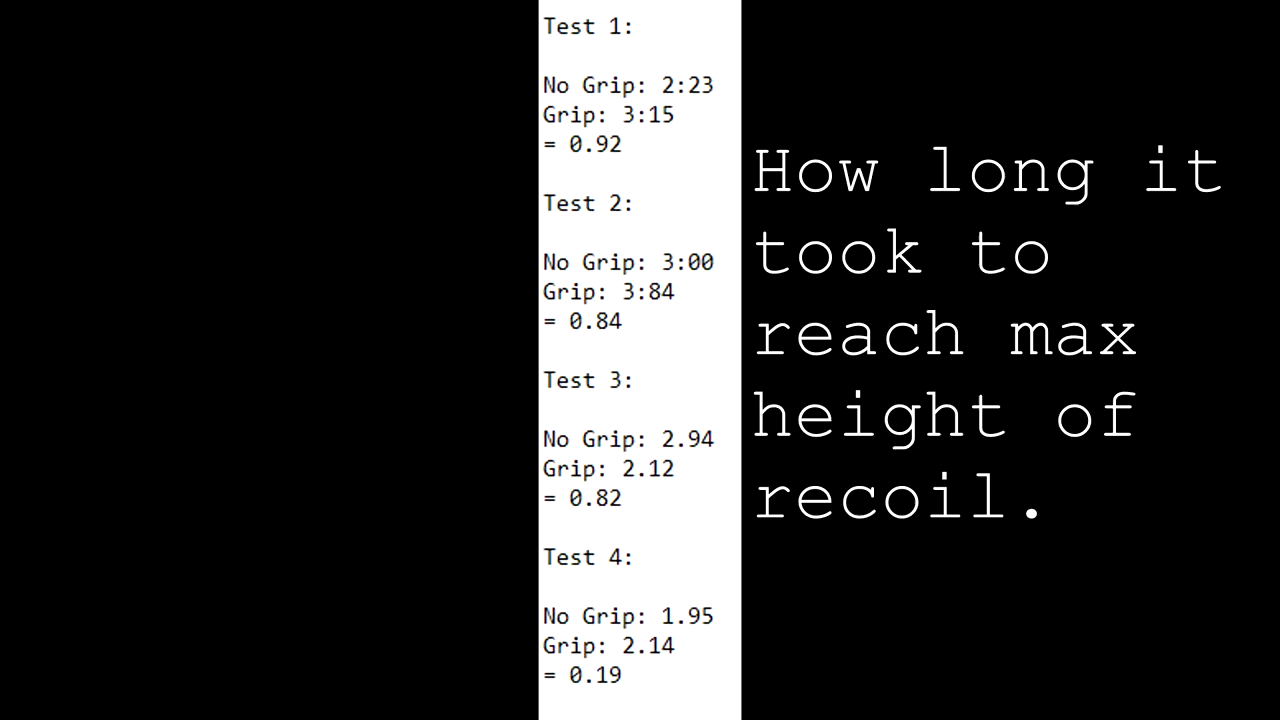 Test 1:
No Grip: 2:23
Grip: 3:15
= 0.92
Test 2:
No Grip: 3:00
Grip: 3:84
= 0.84
Test 3:
No Grip: 2.94
Grip: 2.12
= 0.82
Test 4:
No Grip: 1.95
Grip: 2.14
= 0.19
How long it
took to
reach max
height of
recoil.